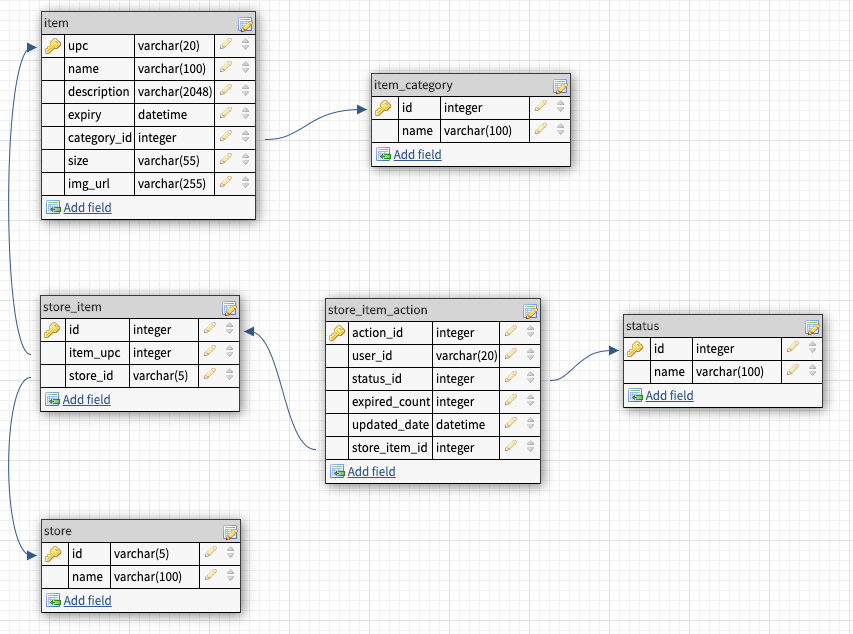 item
upc varchar(20)
name varchar(100)
description varchar(2048)
expiry datetime
category_id integer
size varchar(55)
img_url varchar(255)
Add field
item_category
id integer
name varchar(100)
Add field
store_item
id integer
item_upc integer
store_id varchar(5)
Add field
store_item_action
action_id integer
user_id varchar(20)
status_id integer
expired_count integer
updated_date datetime
store_item_id integer
Add field
status
id integer
name varchar(100)
Add field
store
id varchar(5)
name varchar(100)
Add field